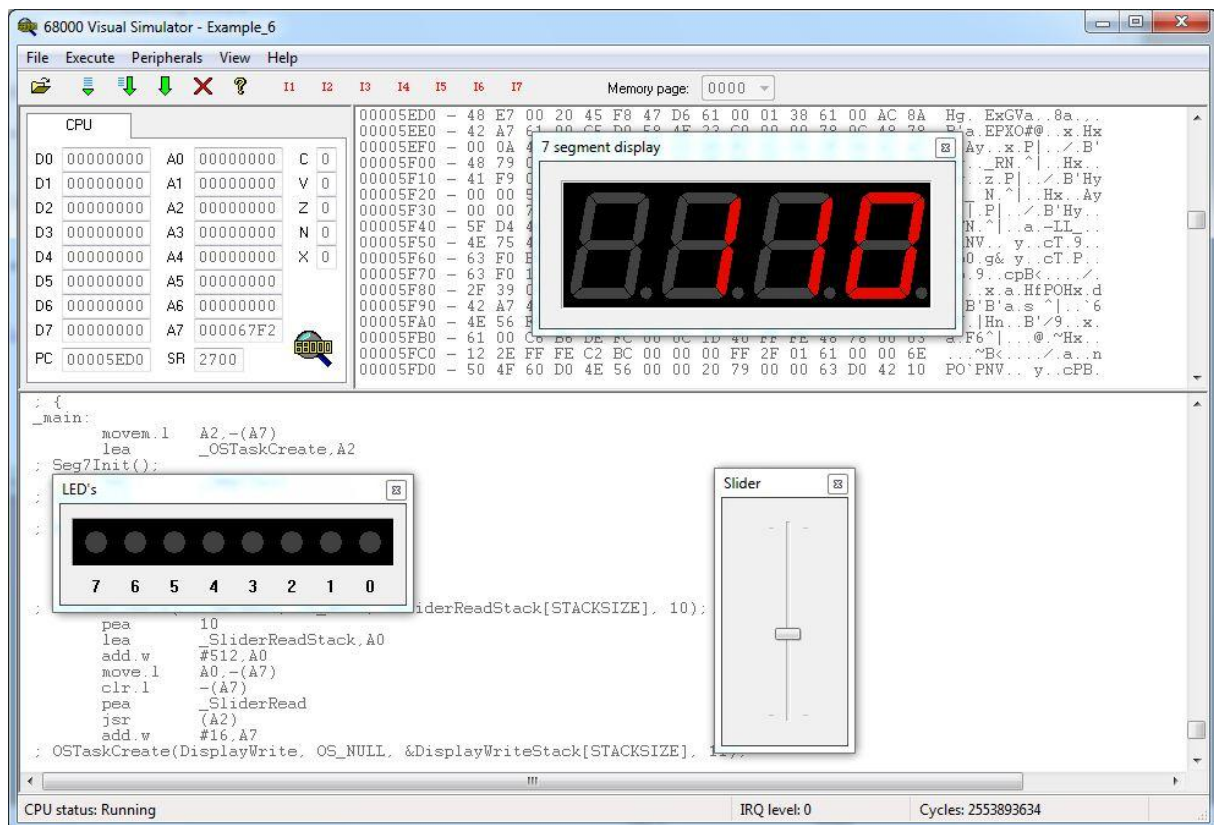 68000 Visual Simulator - Example_6
File Execute Peripherals View Help
I1 I2 I3 I4 I5 I6 I7 Memory page: 0000
CPU
D0 00000000 A0 00000000 C 0
D1 00000000 A1 00000000 V 0
D2 00000000 A2 00000000 Z 0
D3 00000000 A3 00000000 N 0
D4 00000000 A4 00000000 X 0
D5 00000000 A5 00000000
D6 00000000 A6 00000000
D7 00000000 A7 000067F2
PC 00005ED0 SR 2700
68000
00005ED0 - 48 E7 00 20 45 F8 47 D6 61 00 01 38 61 00 AC 8A Hg. ExGVa..8a...
00005EE0 - 42 A7
00005EF0 - 00 0A
00005F00 - 48 79
00005F10 - 41 F9
00005F20 - 00 00
00005F30 - 00 00
00005F40 - 5F D4
00005F50 - 4E 75
00005F60 - 63 F0
00005F70 - 63 F0
00005F80 - 2F 39
00005F90 - 42 A7
00005FA0 - 4E 56
00005FB0 - 61 00
00005FC0 - 12 2E FF FE C2 BC 00 00 00 FF 2F 01 61 00 00 6E ...~B<..../.a..n
00005FD0 - 50 4F 60 D0 4E 56 00 00 20 79 00 00 63 D0 42 10 PO`PNV.. y..cPB.
7 segment display
110
; {
_main:
movem.l A2,-(A7)
lea _OSTaskCreate,A2
; Seg7Init();
;
;
LED's
7 6 5 4 3 2 1 0
Slider
; iderReadStack[STACKSIZE], 10);
pea 10
lea _SliderReadStack,A0
add.w #512,A0
move.l A0,-(A7)
clr.l -(A7)
pea _SliderRead
jsr (A2)
add.w #16,A7
; OSTaskCreate(DisplayWrite, OS_NULL, &DisplayWriteStack[STACKSIZE], 11);
CPU status: Running IRQ level: 0 Cycles: 2553893634